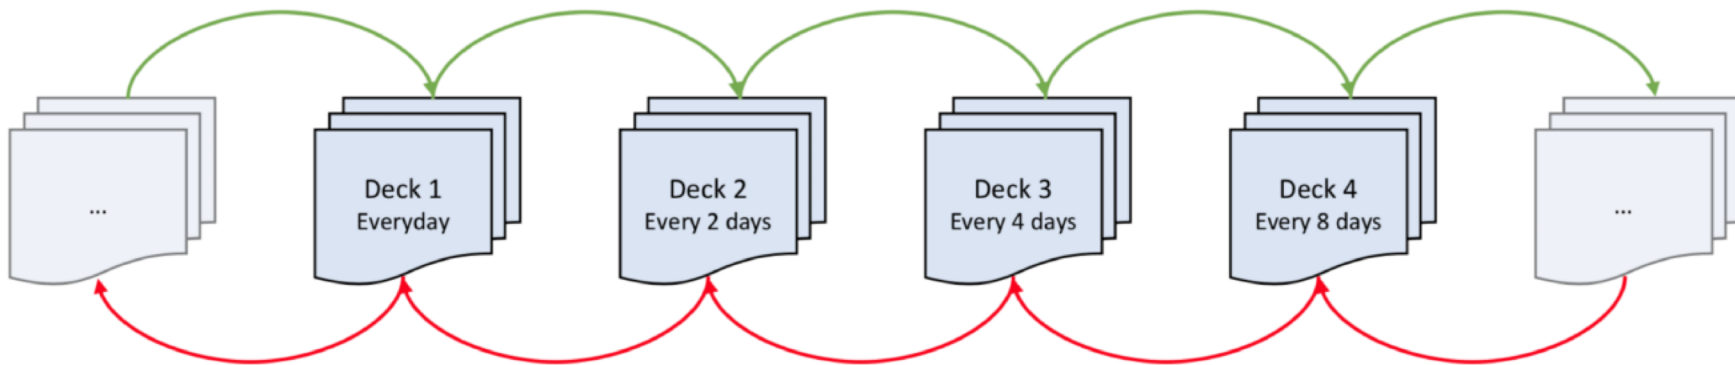 ...
Deck 1
Everyday
Deck 2
Every 2 days
Deck 3
Every 4 days
Deck 4
Every 8 days
...